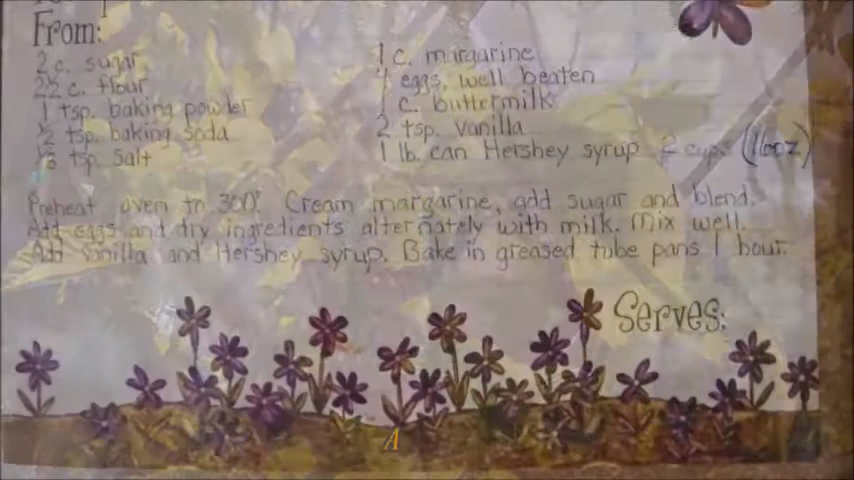 From:
2 c. sugar
2½ c. flour
1 tsp. baking powder
½ tsp. baking soda
⅓ tsp. salt
1 c. margarine
4 eggs, well beaten
1 c. buttermilk
2 tsp. vanilla
1 lb. can Hershey syrup 2 cups (16oz)
Preheat oven to 300°. Cream margarine, add sugar and blend.
Add eggs and dry ingredients alternately with milk. Mix well.
Add vanilla and Hershey syrup. Bake in greased tube pans 1 hour.
Serves:
A